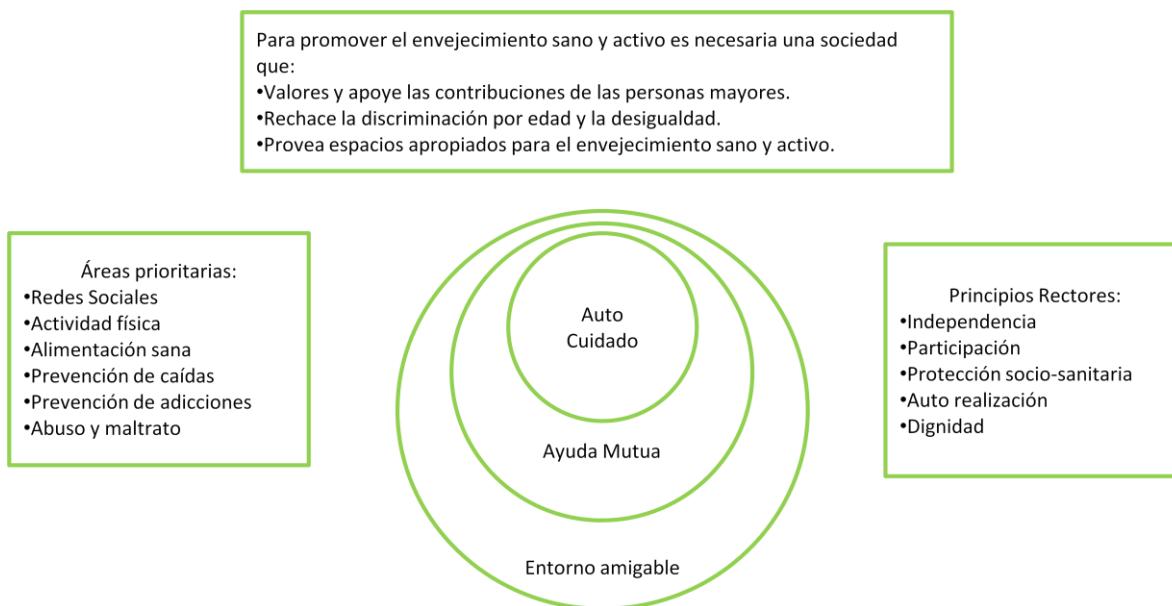 Para promover el envejecimiento sano y activo es necesaria una sociedad
que:
•Valores y apoye las contribuciones de las personas mayores.
•Rechace la discriminación por edad y la desigualdad.
•Provea espacios apropiados para el envejecimiento sano y activo.
Áreas prioritarias:
•Redes Sociales
•Actividad física
•Alimentación sana
•Prevención de caídas
•Prevención de adicciones
•Abuso y maltrato
Auto
Cuidado
Ayuda Mutua
Entorno amigable
Principios Rectores:
•Independencia
•Participación
•Protección socio-sanitaria
•Auto realización
•Dignidad